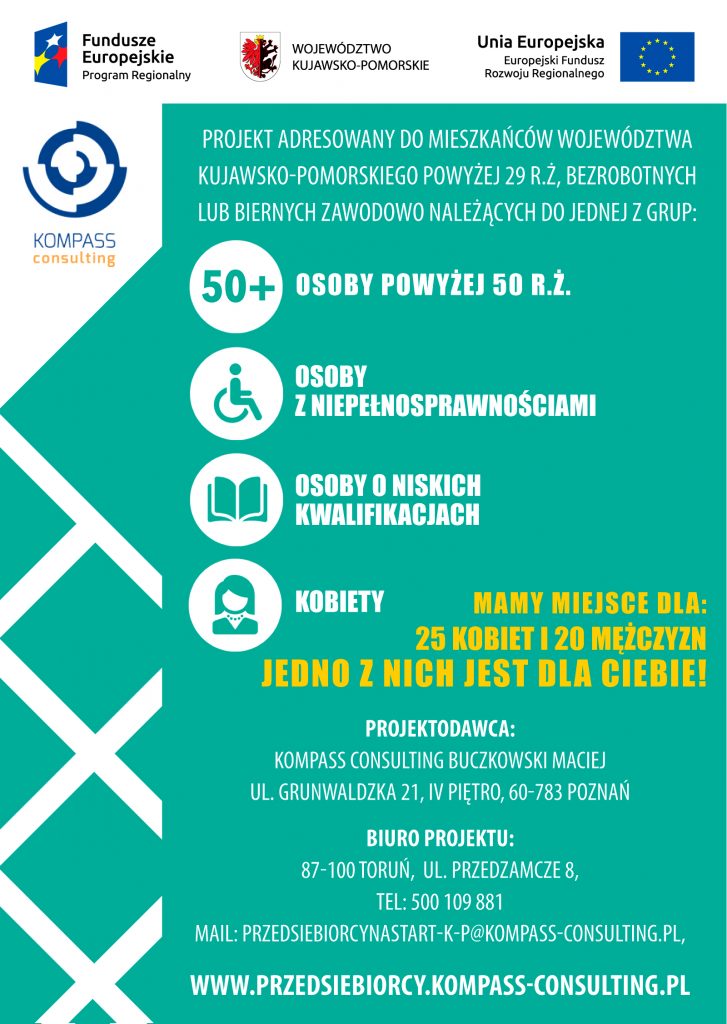 Fundusze
Europejskie
Program Regionalny
WOJEWÓDZTWO
KUJAWSKO-POMORSKIE
Unia Europejska
Europejski Fundusz
Rozwoju Regionalnego
KOMPASS
consulting
PROJEKT ADRESOWANY DO MIESZKAŃCÓW WOJEWÓDZTWA
KUJAWSKO-POMORSKIEGO POWYŻEJ 29 R.Ż, BEZROBOTNYCH
LUB BIERNYCH ZAWODOWO NALEŻĄCYCH DO JEDNEJ Z GRUP:
50+ OSOBY POWYŻEJ 50 R.Ż.
OSOBY
Z NIEPEŁNOSPRAWNOŚCIAMI
OSOBY O NISKICH
KWALIFIKACJACH
KOBIETY
MAMY MIEJSCE DLA:
25 KOBIET I 20 MĘŻCZYZN
JEDNO Z NICH JEST DLA CIEBIE!
PROJEKTODAWCA:
KOMPASS CONSULTING BUCZKOWSKI MACIEJ
UL. GRUNWALDZKA 21, IV PIĘTRO, 60-783 POZNAŃ
BIURO PROJEKTU:
87-100 TORUŃ, UL. PRZEDZAMCZE 8,
TEL: 500 109 881
MAIL: PRZEDSIEBIORCYNASTART-K-P@KOMPASS-CONSULTING.PL,
WWW.PRZEDSIEBIORCY.KOMPASS-CONSULTING.PL